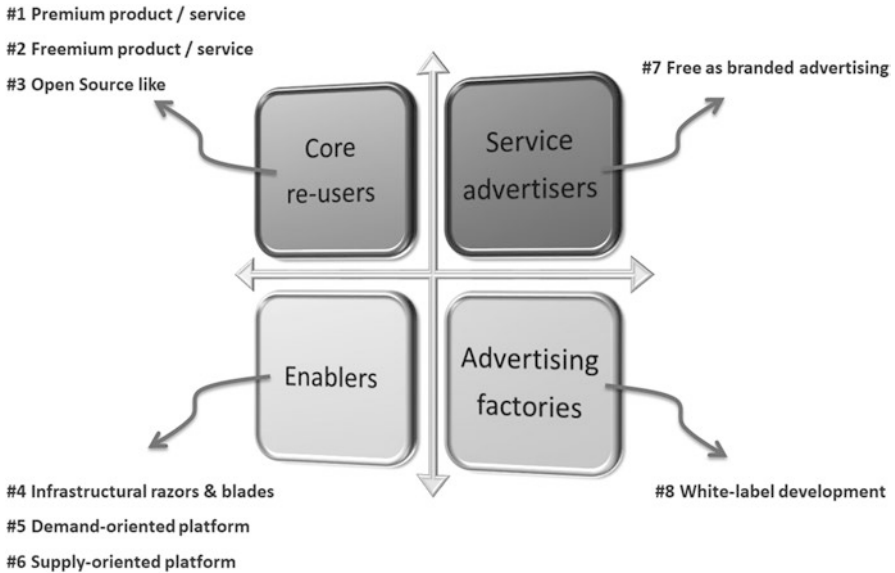 #1 Premium product / service
#2 Freemium product / service
#3 Open Source like
#7 Free as branded advertising
Core
re-users
Service
advertisers
Enablers
Advertising
factories
#4 Infrastructural razors & blades
#5 Demand-oriented platform
#6 Supply-oriented platform
#8 White-label development